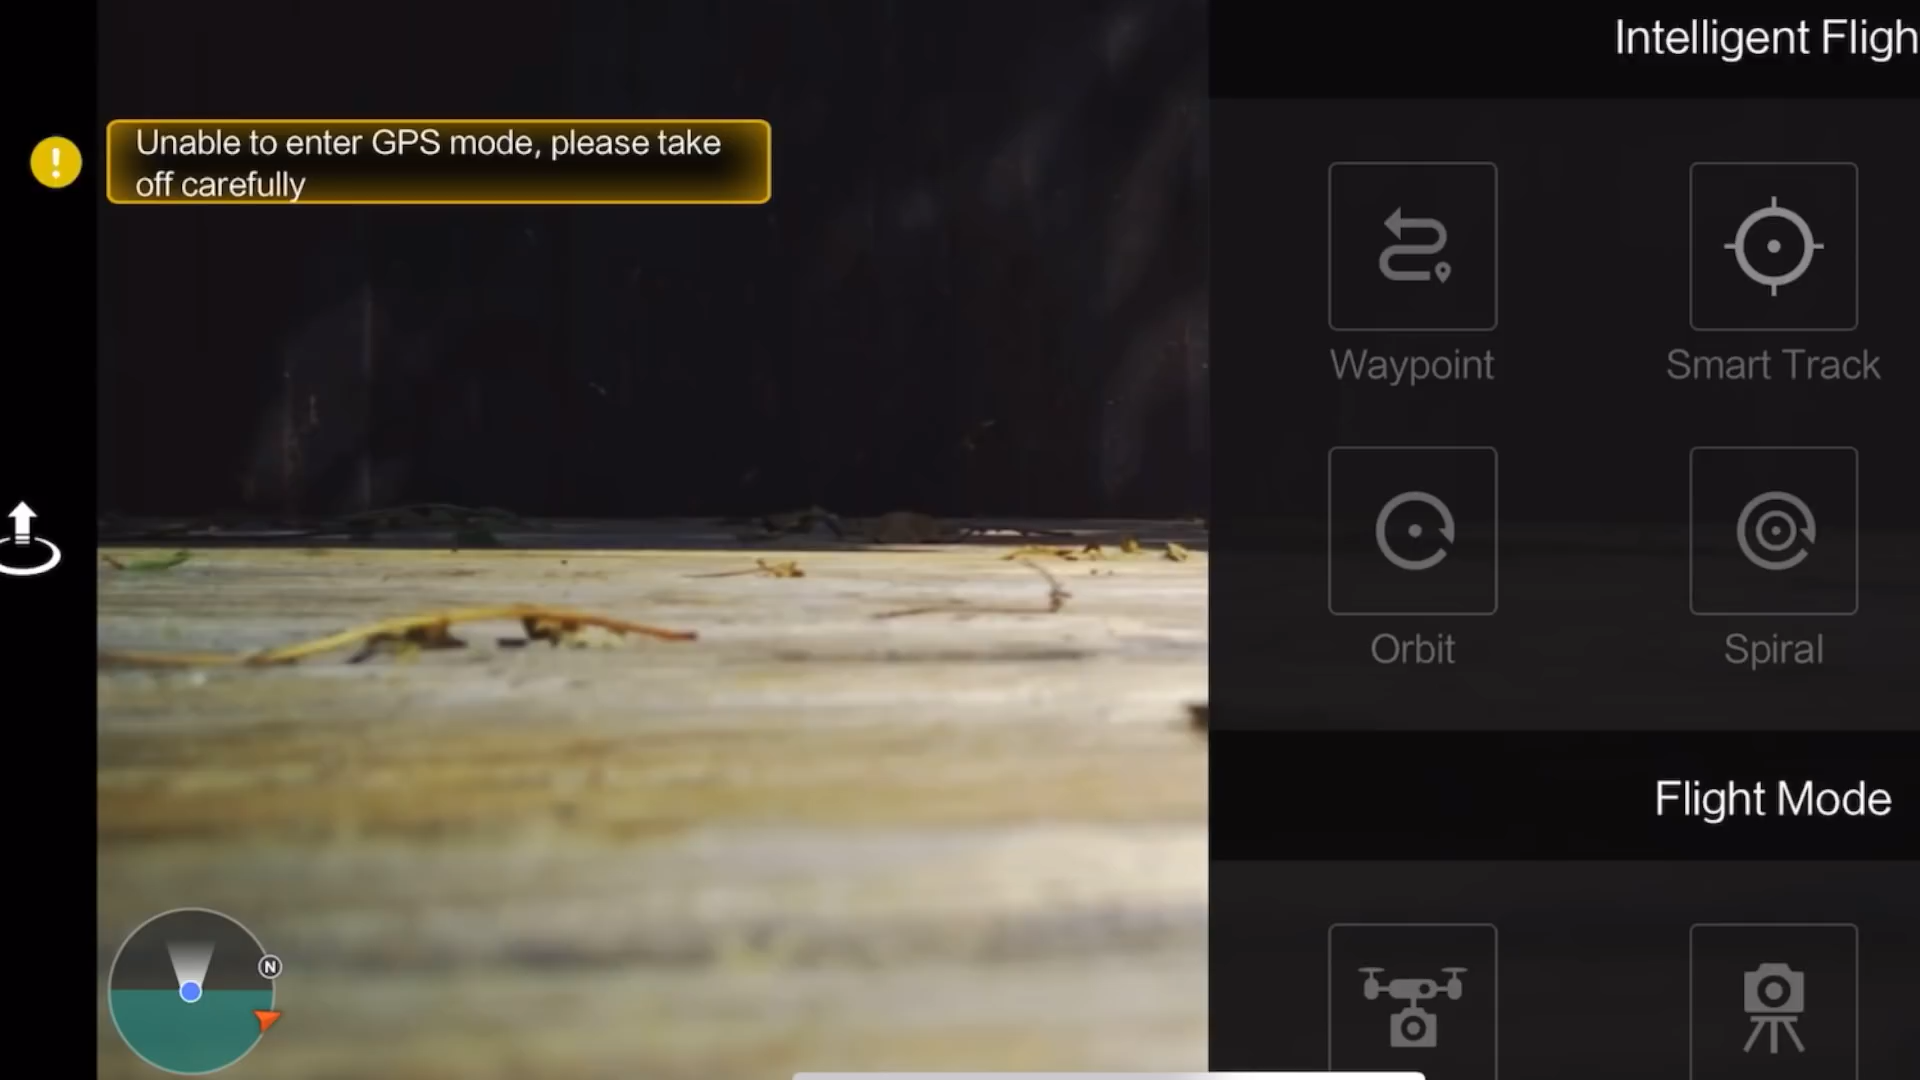 Intelligent Fligh
Unable to enter GPS mode, please take
off carefully
Waypoint
Smart Track
Orbit
Spiral
Flight Mode
N